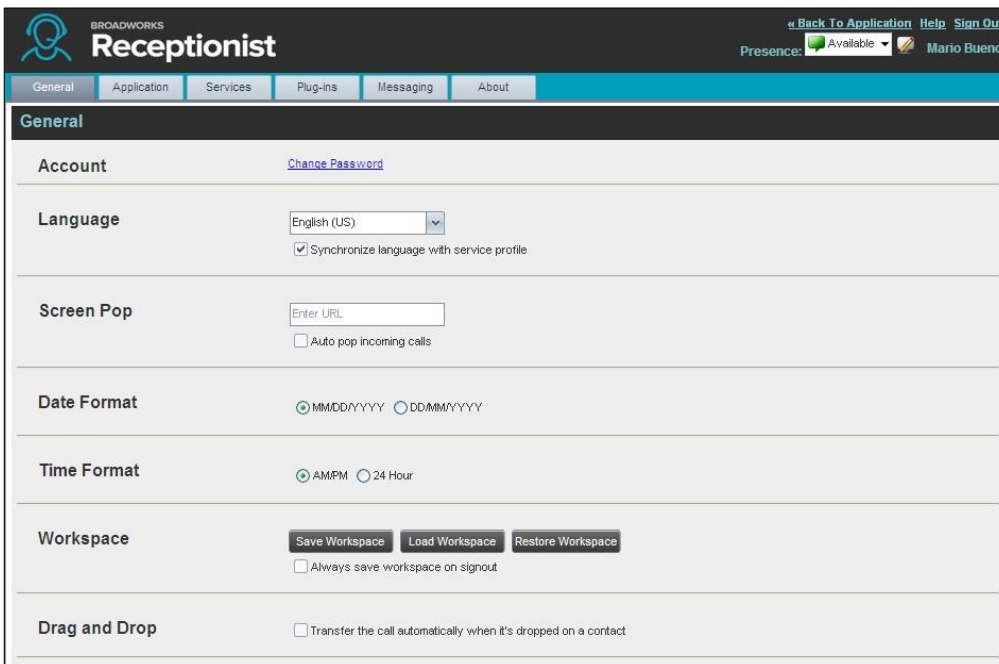 BROADWORKS
Receptionist
« Back To Application Help Sign Out
Presence: Available Mario Bueno
General Application Services Plug-ins Messaging About
General
Account Change Password
Language English (US)
Synchronize language with service profile
Screen Pop Enter URL
Auto pop incoming calls
Date Format MM/DD/YYYY DD/MM/YYYY
Time Format AM/PM 24 Hour
Workspace Save Workspace Load Workspace Restore Workspace
Always save workspace on signout
Drag and Drop Transfer the call automatically when it's dropped on a contact